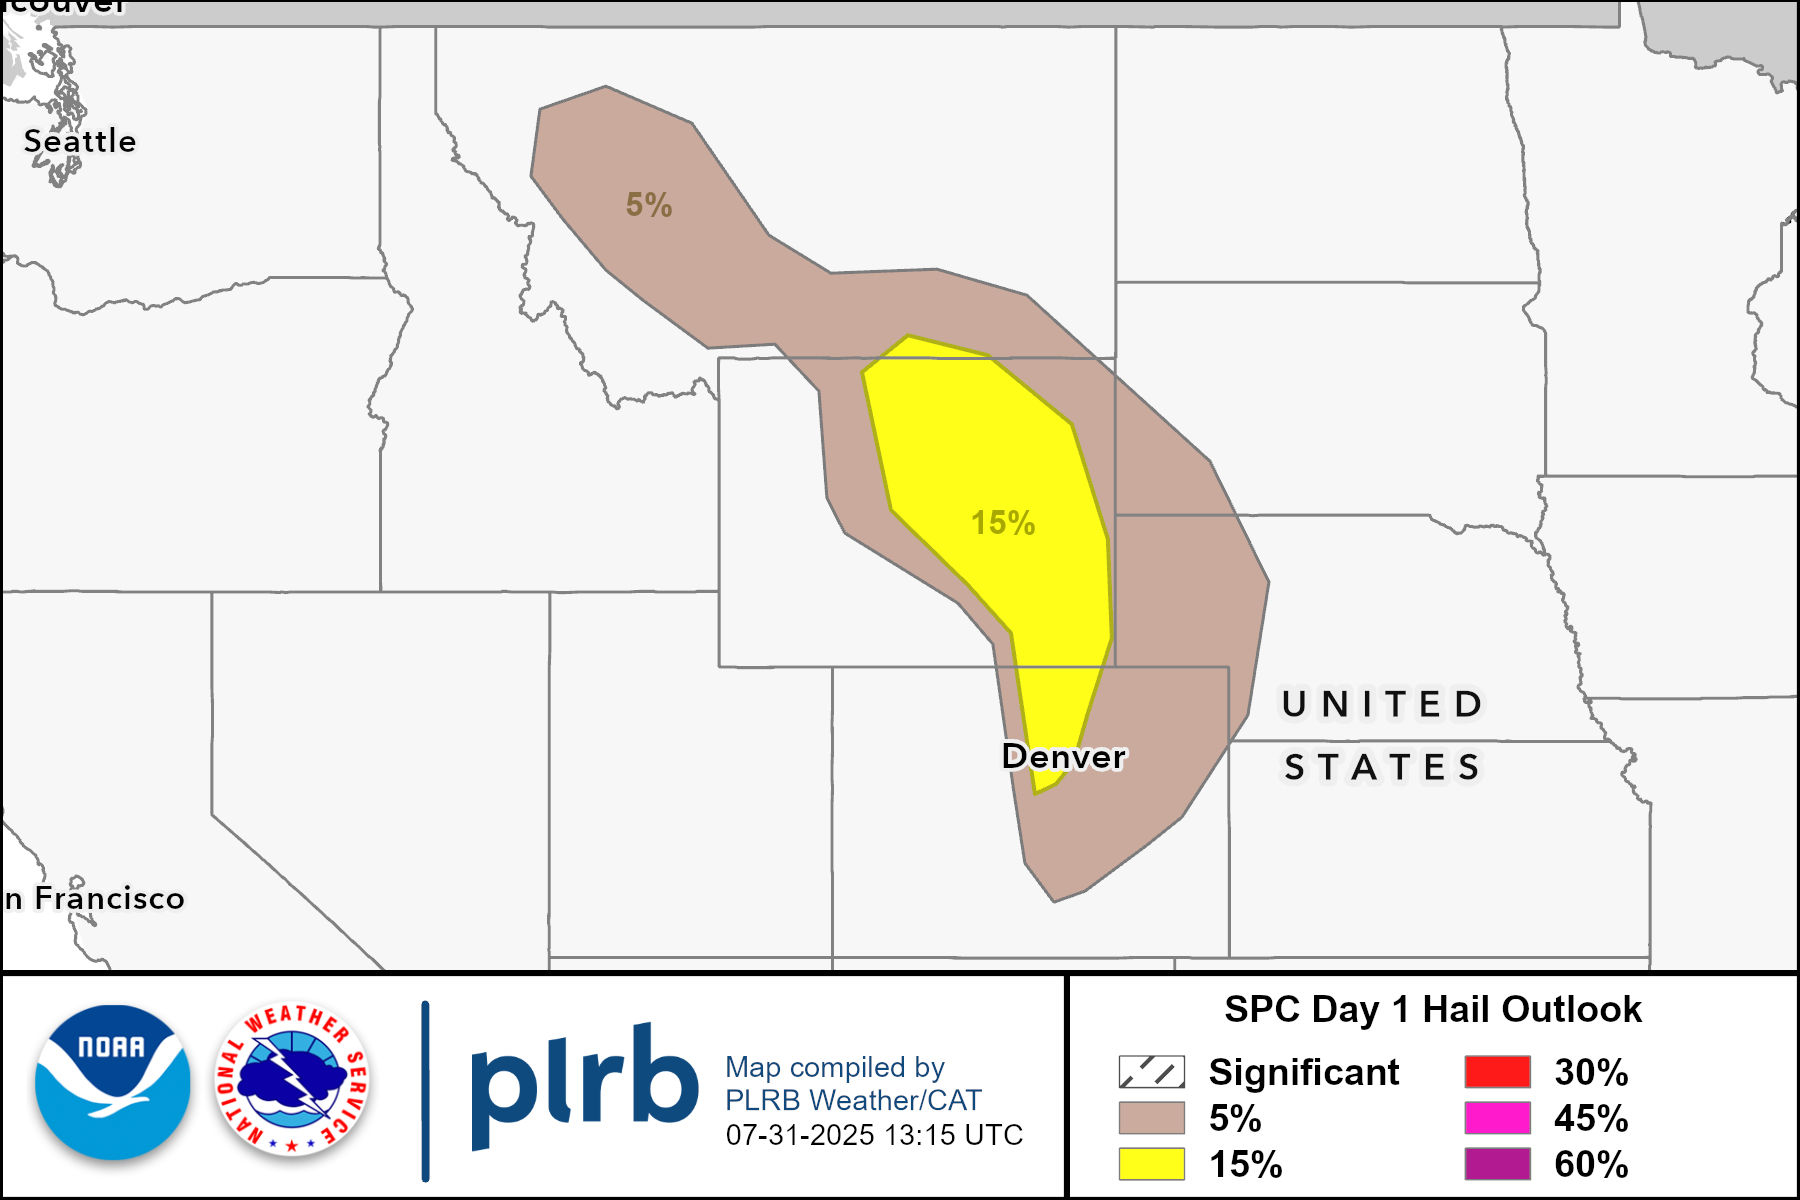 ncouver
Seattle
5%
15%
UNITED
Denver
STATES
n Francisco
NOAA
NATIONAL WEATHER SERVICE
plrb
Map compiled by
PLRB Weather/CAT
07-31-2025 13:15 UTC
SPC Day 1 Hail Outlook
Significant
30%
5%
45%
15%
60%